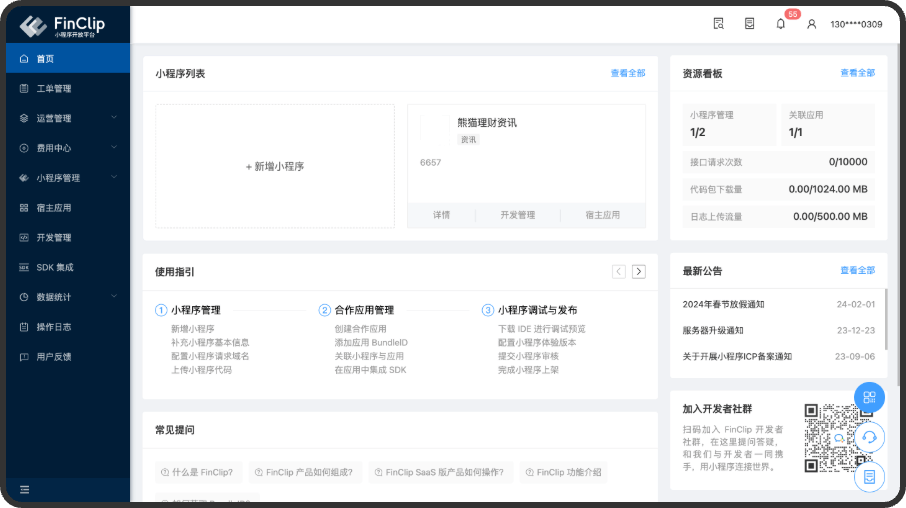 FinClip
小程序开放平台
55
130****0309
首页
工单管理
运营管理
费用中心
小程序管理
宿主应用
开发管理
SDK 集成
数据统计
操作日志
用户反馈
小程序列表
查看全部
+ 新增小程序
熊猫理财资讯
资讯
6657
详情
开发管理
宿主应用
资源看板
查看全部
小程序管理
1/2
关联应用
1/1
接口请求次数 0/10000
代码包下载量 0.00/1024.00 MB
日志上传流量 0.00/500.00 MB
使用指引
1 小程序管理
新增小程序
补充小程序基本信息
配置小程序请求域名
上传小程序代码
2 合作应用管理
创建合作应用
添加应用 BundleID
关联小程序与应用
在应用中集成 SDK
3 小程序调试与发布
下载 IDE 进行调试预览
配置小程序体验版本
提交小程序审核
完成小程序上架
最新公告
查看全部
2024年春节放假通知 24-02-01
服务器升级通知 23-12-23
关于开展小程序ICP备案通知 23-09-06
常见提问
什么是 FinClip?
FinClip 产品如何组成?
FinClip SaaS 版产品如何操作?
FinClip 功能介绍
加入开发者社群
扫码加入 FinClip 开发者
社群，在这里提问答疑，
和我们与开发者一同携
手，用小程序连接世界。